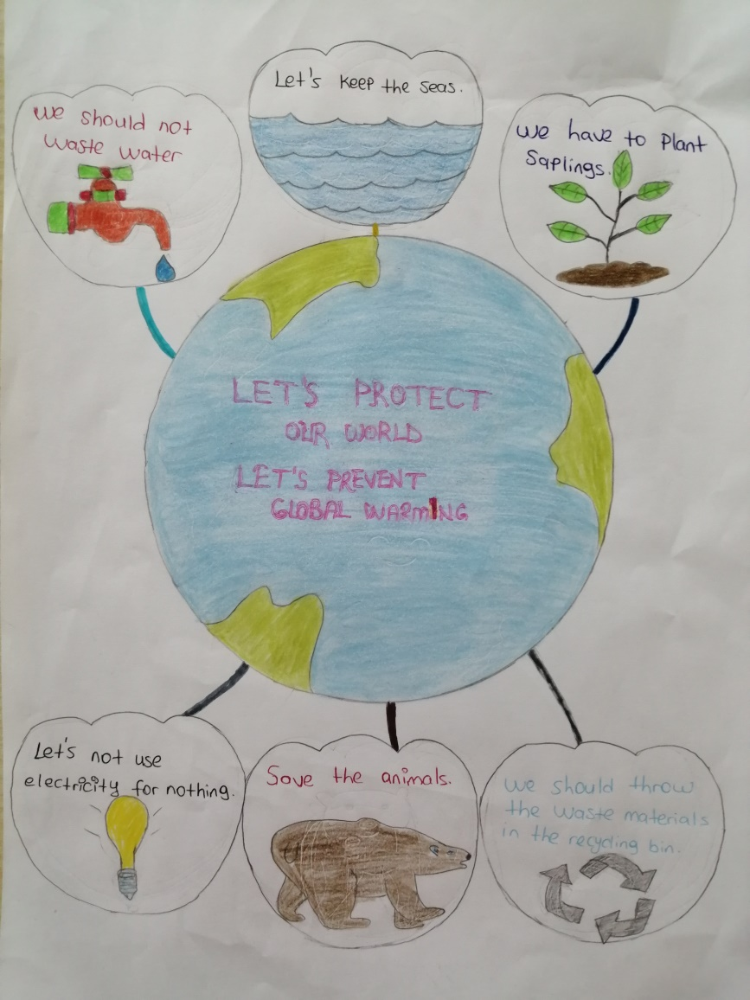 Let's keep the seas.
we should not
waste water
we have to Plant
Saplings.
LET'S PROTECT
OUR WORLD
LET'S PREVENT
GLOBAL WARmING
Let's not use
electricity for nothing.
Save the animals.
we should throw
the waste materials
in the recycling bin.